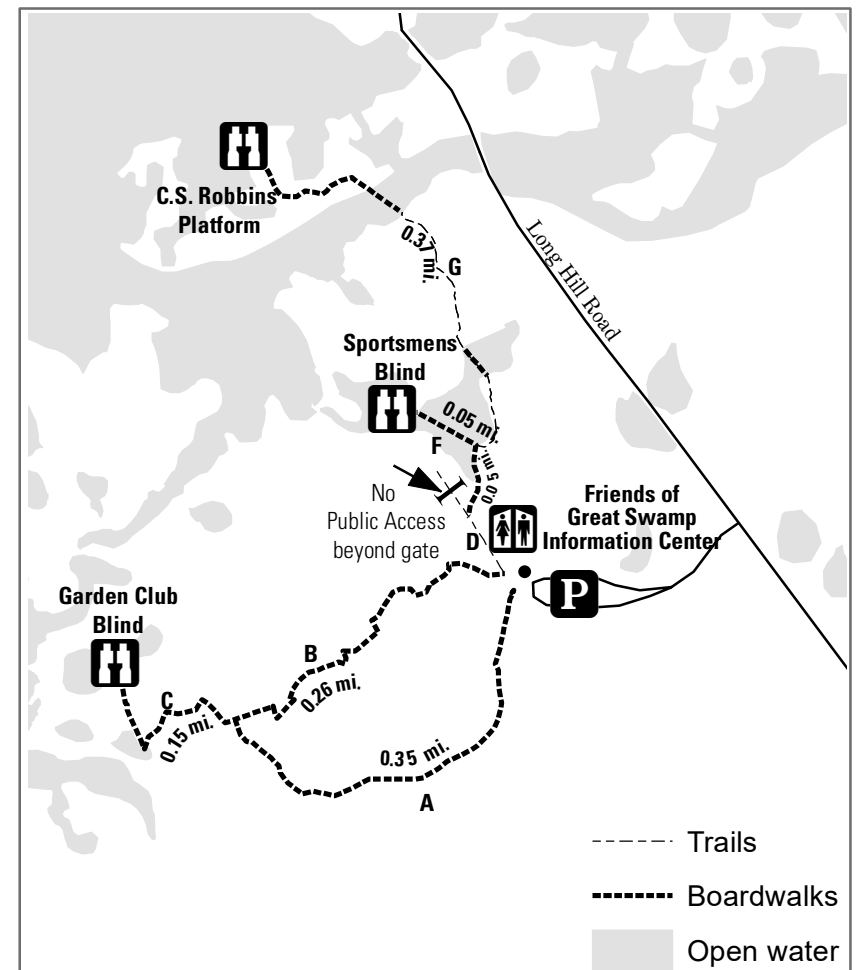 C.S. Robbins
Platform
0.37 mi.
G
Long Hill Road
Sportsmens
Blind
0.05 mi.
F
0.05 mi.
No
Public Access
beyond gate
D
Friends of
Great Swamp
Information Center
P
Garden Club
Blind
B
0.26 mi.
C
0.15 mi.
0.35 mi.
A
Trails
Boardwalks
Open water